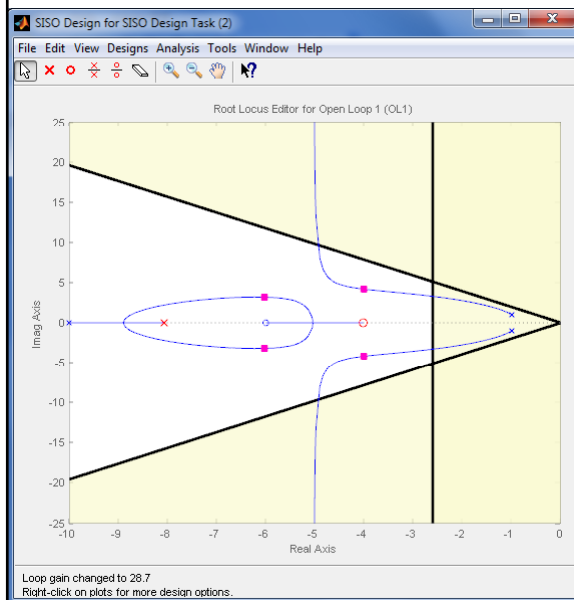 SISO Design for SISO Design Task (2)
File Edit View Designs Analysis Tools Window Help
Root Locus Editor for Open Loop 1 (OL1)
25
20
15
10
5
0
-5
-10
-15
-20
-25
Imag Axis
-10 -9 -8 -7 -6 -5 -4 -3 -2 -1 0
Real Axis
Loop gain changed to 28.7
Right-click on plots for more design options.